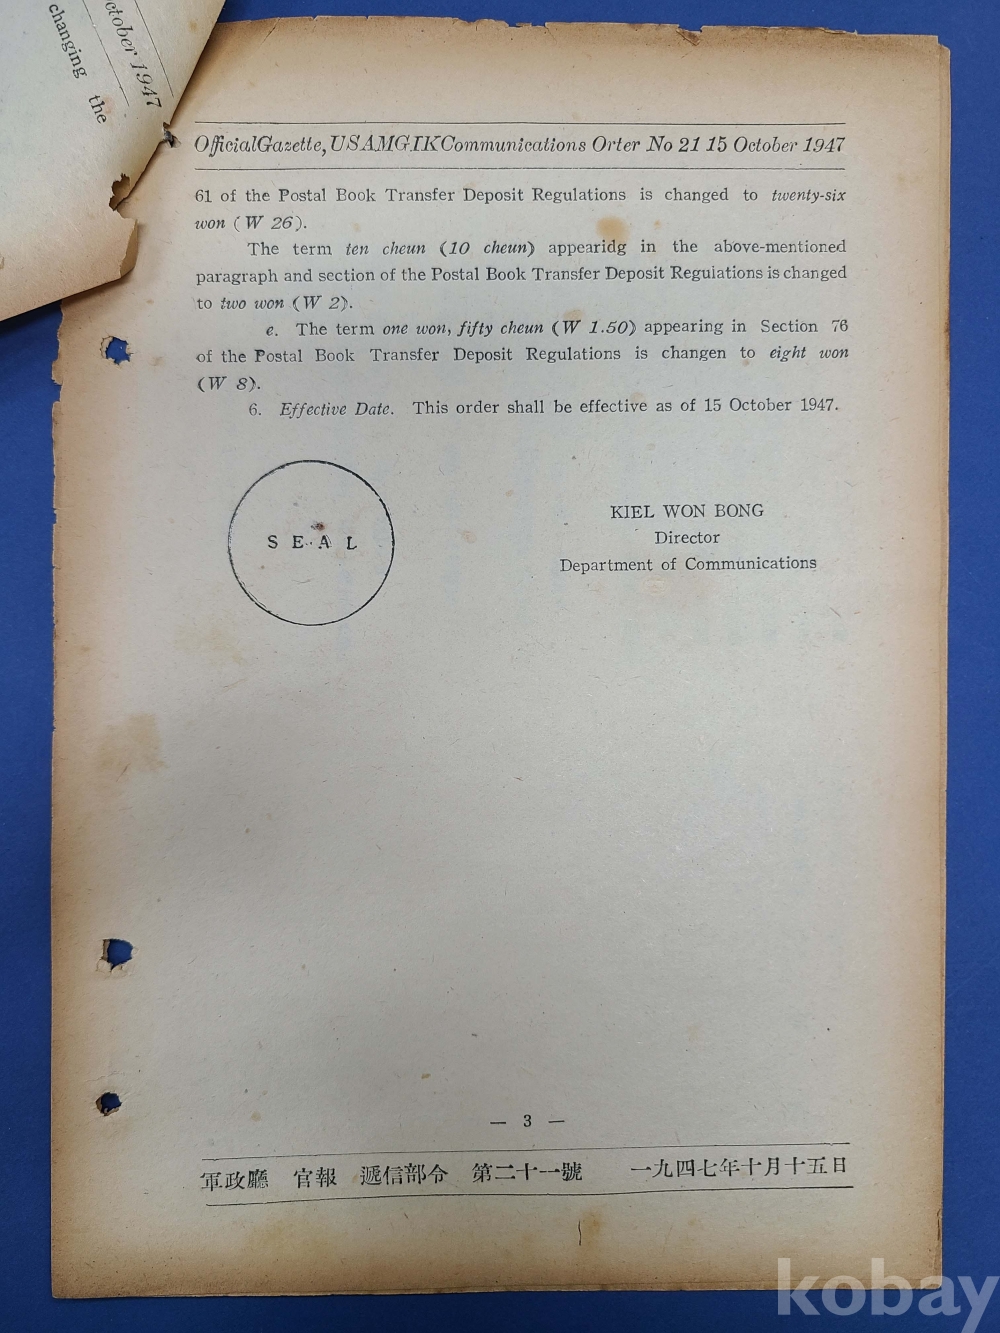 ctober 1947
changing the
OfficialGazette, USAMGIKCommunications Orter No 21 15 October 1947
61 of the Postal Book Transfer Deposit Regulations is changed to twenty-six
won (W 26).
The term ten cheun (10 cheun) appearidg in the above-mentioned
paragraph and section of the Postal Book Transfer Deposit Regulations is changed
to two won (W 2).
e. The term one won, fifty cheun (W 1.50) appearing in Section 76
of the Postal Book Transfer Deposit Regulations is changen to eight won
(W 8).
6. Effective Date. This order shall be effective as of 15 October 1947.
SEAL
KIEL WON BONG
Director
Department of Communications
— 3 —
軍政廳 官報 遞信部令 第二十一號 一九四七年十月十五日
kobay